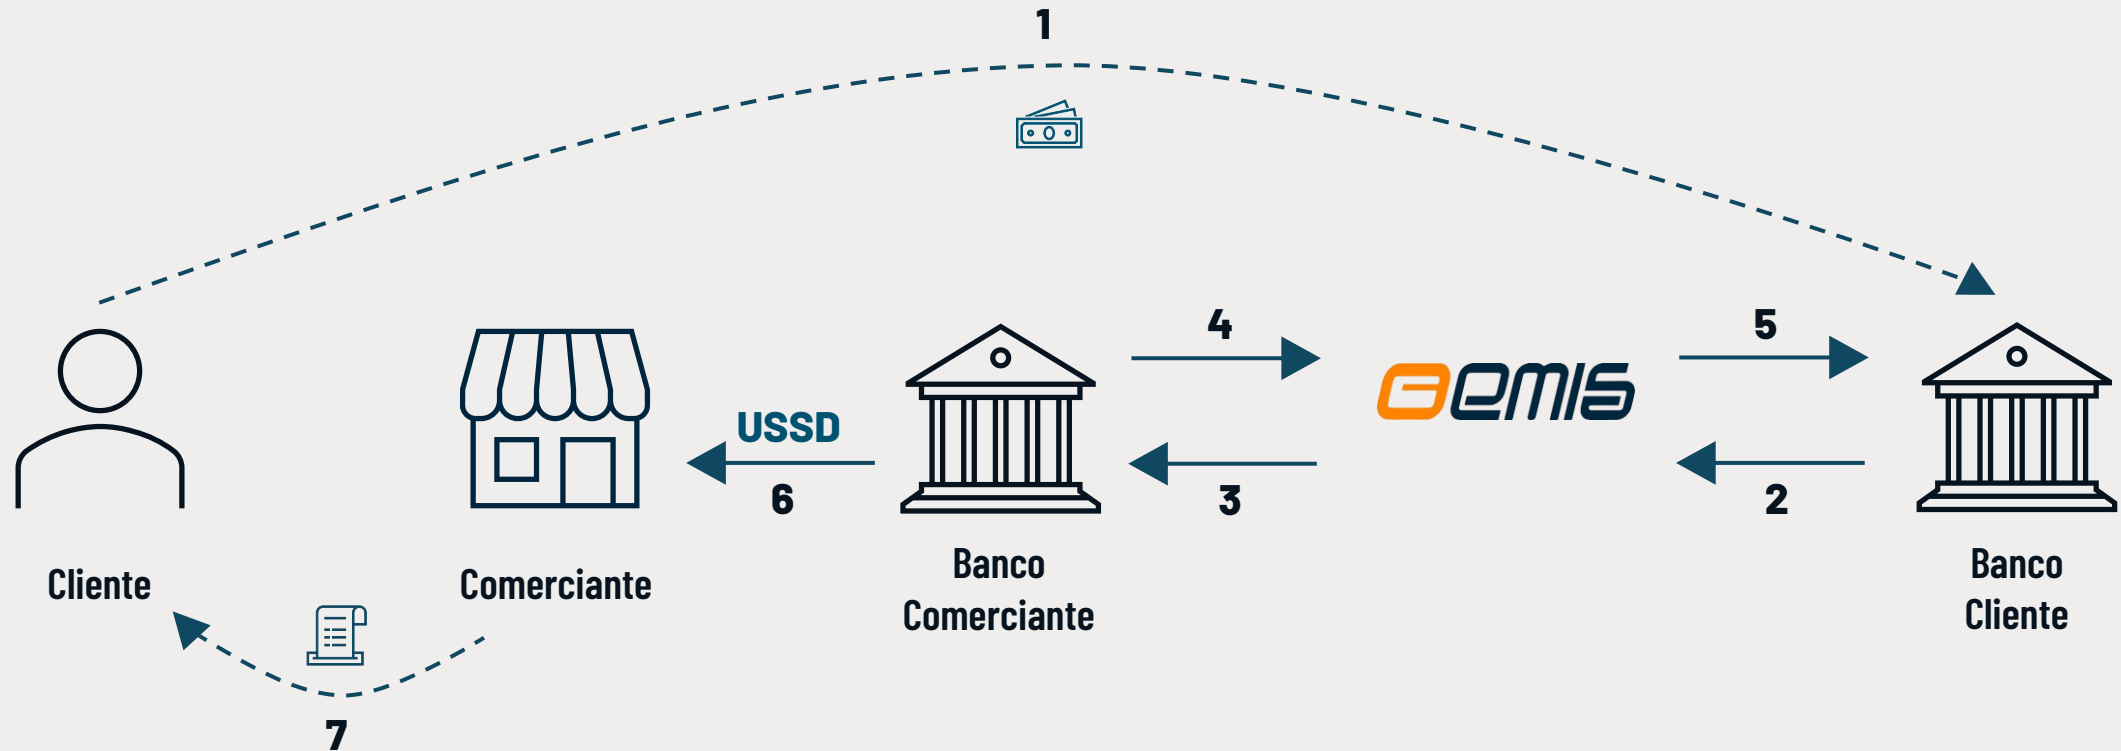 1
4
5
emis
USSD
6
3
2
Cliente
Comerciante
Banco
Comerciante
Banco
Cliente
7